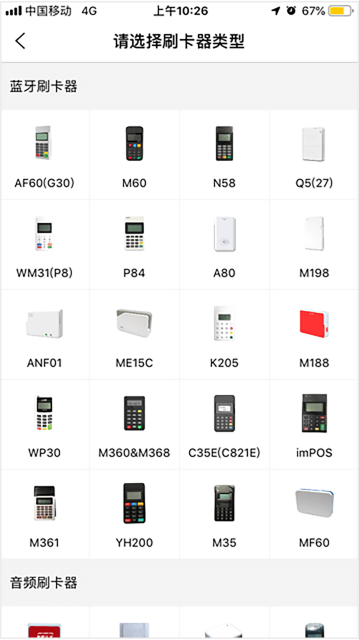 中国移动 4G 上午10:26 67%
请选择刷卡器类型
蓝牙刷卡器
AF60(G30) M60 N58 Q5(27)
WM31(P8) P84 A80 M198
ANF01 ME15C K205 M188
WP30 M360&M368 C35E(C821E) imPOS
M361 YH200 M35 MF60
音频刷卡器